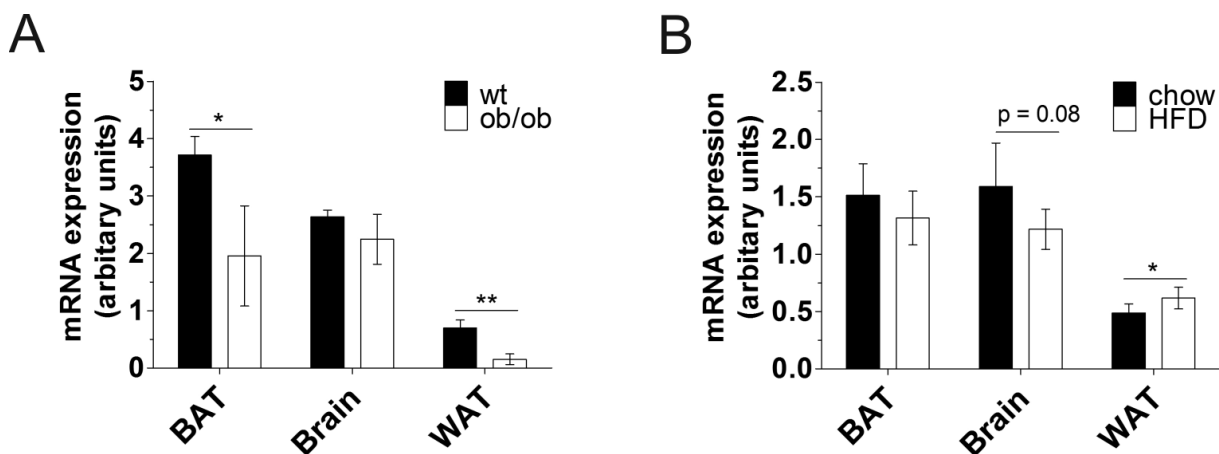 A
mRNA expression
(arbitary units)
5
4
3
2
1
0
wt
ob/ob
*
**
BAT
Brain
WAT
B
mRNA expression
(arbitary units)
2.5
2.0
1.5
1.0
0.5
0.0
chow
HFD
p = 0.08
*
BAT
Brain
WAT